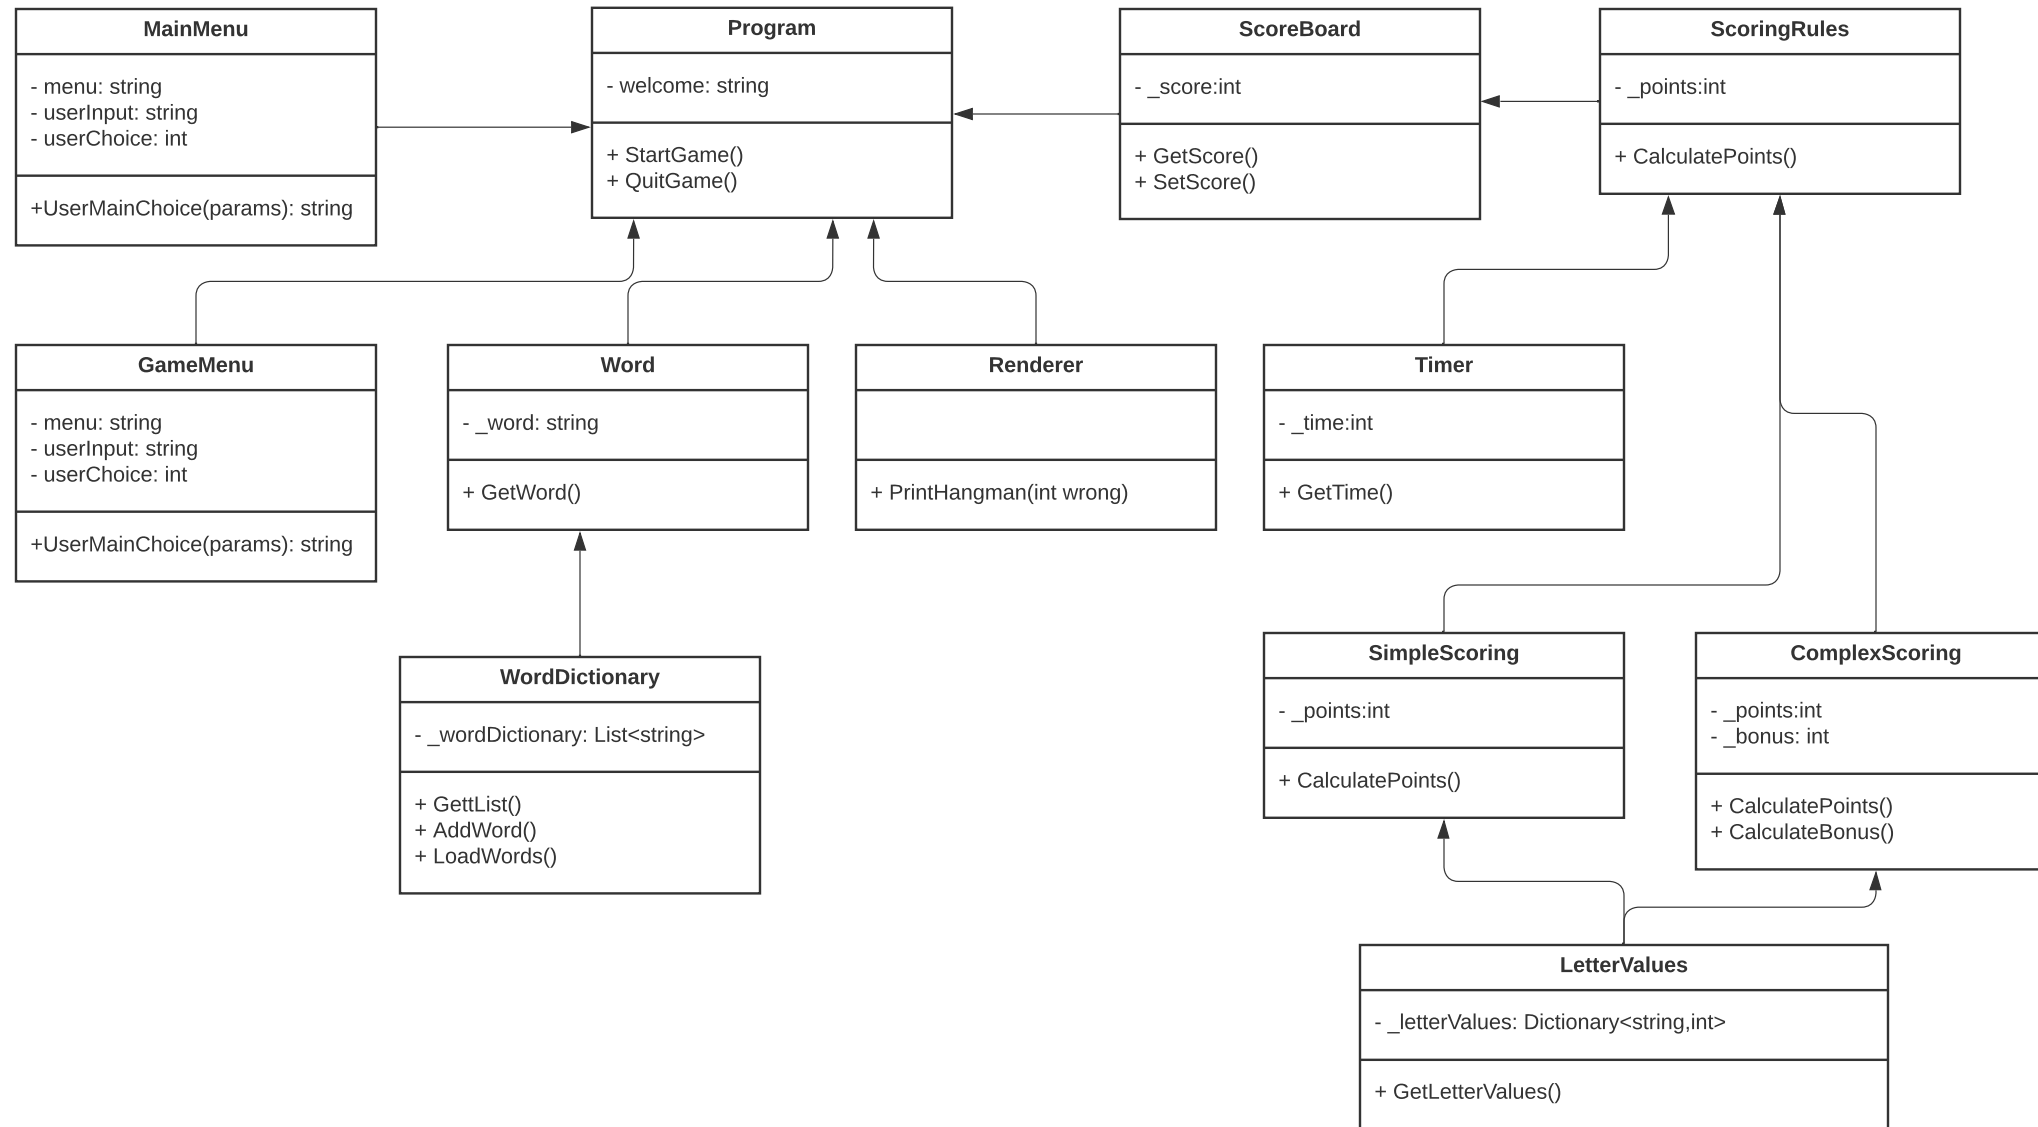 MainMenu
- menu: string
- userInput: string
- userChoice: int
+UserMainChoice(params): string
Program
- welcome: string
+ StartGame()
+ QuitGame()
ScoreBoard
- _score:int
+ GetScore()
+ SetScore()
ScoringRules
- _points:int
+ CalculatePoints()
GameMenu
- menu: string
- userInput: string
- userChoice: int
+UserMainChoice(params): string
Word
- _word: string
+ GetWord()
Renderer
+ PrintHangman(int wrong)
Timer
- _time:int
+ GetTime()
WordDictionary
- _wordDictionary: List<string>
+ GettList()
+ AddWord()
+ LoadWords()
SimpleScoring
- _points:int
+ CalculatePoints()
ComplexScoring
- _points:int
- _bonus: int
+ CalculatePoints()
+ CalculateBonus()
LetterValues
- _letterValues: Dictionary<string,int>
+ GetLetterValues()